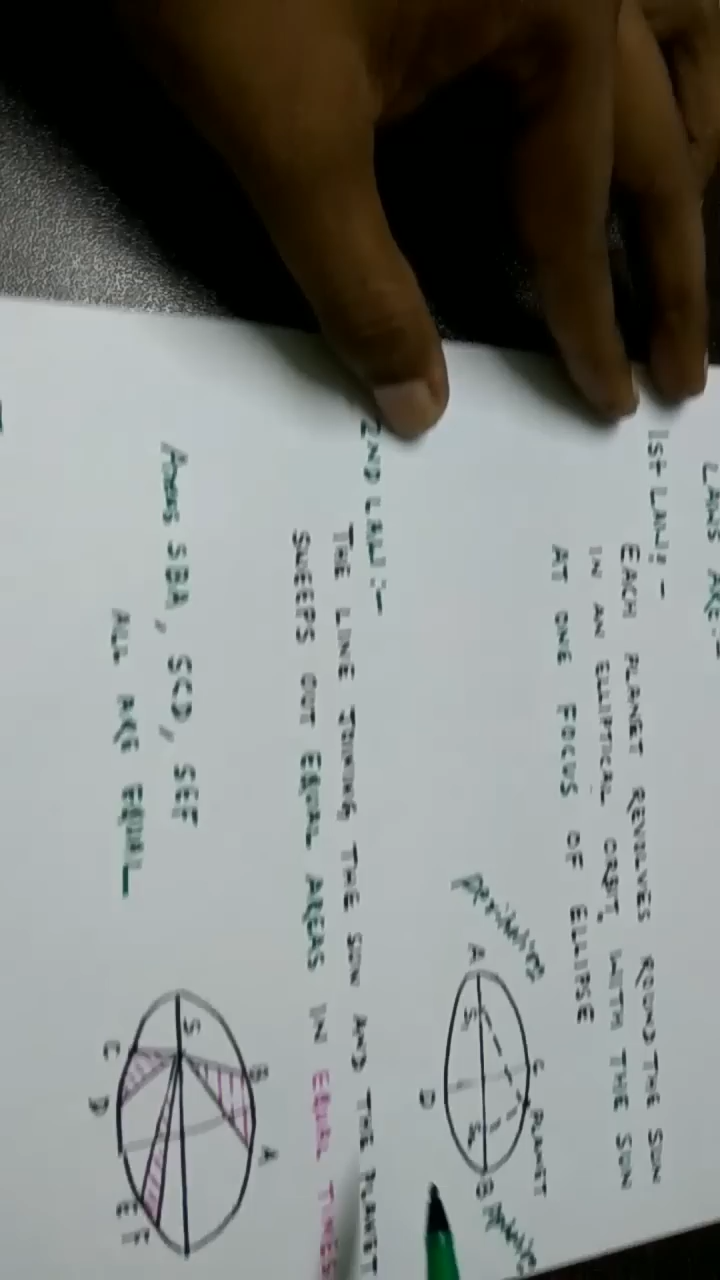 LAWS ARE:-
1st LAW:-
EACH PLANET REVOLVES ROUND THE SUN
IN AN ELLIPTICAL ORBIT, WITH THE SUN
AT ONE FOCUS OF ELLIPSE
A S₁ S₂ B
C PLANET
D
2ND LAW:-
THE LINE JOINING THE SUN AND THE PLANET
SWEEPS OUT EQUAL AREAS IN EQUAL TIMES
AREAS SBA, SCD, SEF
ALL ARE EQUAL
B A
S
C D E F